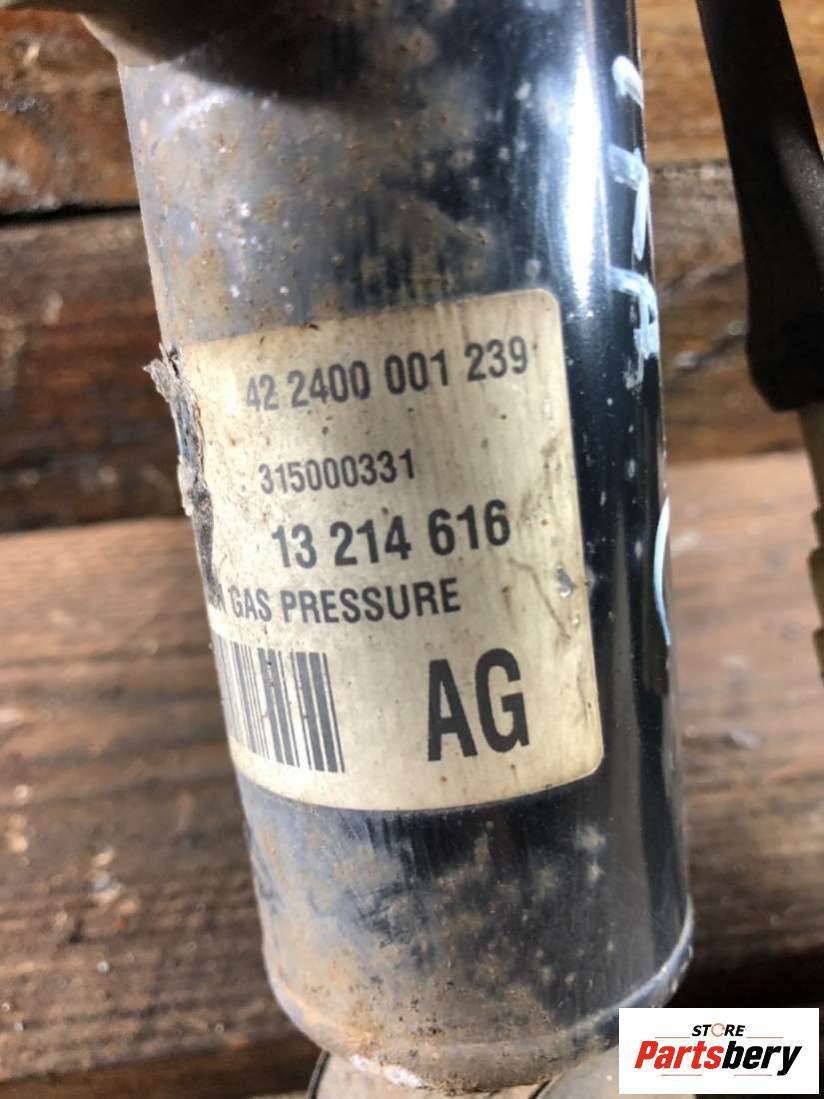 42 2400 001 239
315000331
13 214 616
GAS PRESSURE
AG
STORE
Partsbery